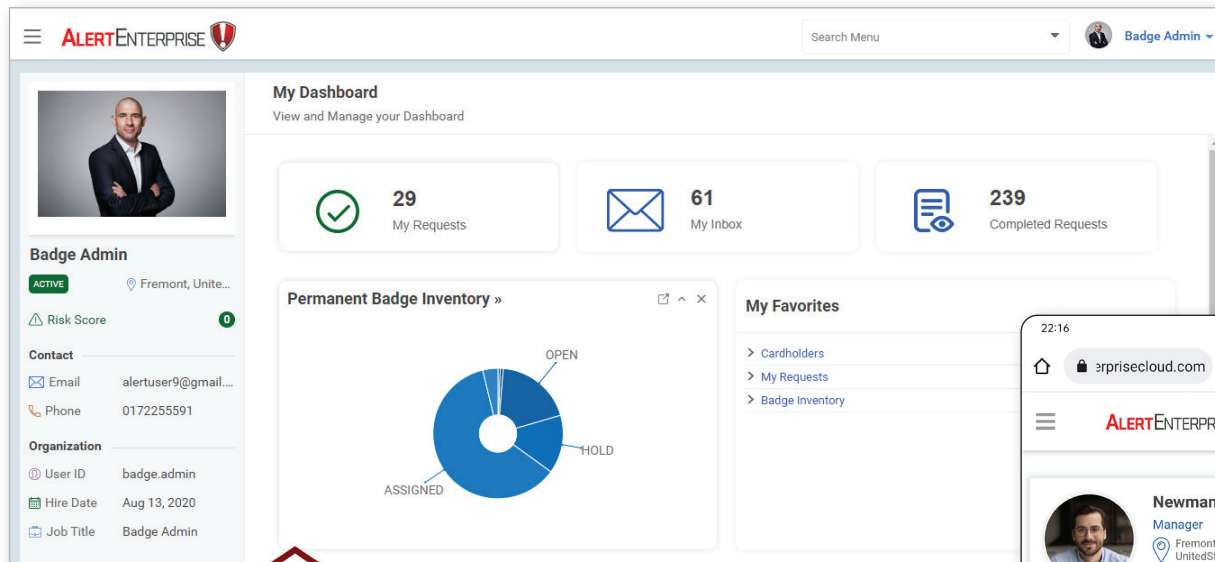 ALERTENTERPRISE
Search Menu
Badge Admin
My Dashboard
View and Manage your Dashboard
29
My Requests
61
My Inbox
239
Completed Requests
Badge Admin
ACTIVE
Fremont, Unite...
Risk Score
0
Contact
Email alertuser9@gmail....
Phone 0172255591
Organization
User ID badge.admin
Hire Date Aug 13, 2020
Job Title Badge Admin
Permanent Badge Inventory »
OPEN
HOLD
ASSIGNED
My Favorites
Cardholders
My Requests
Badge Inventory
22:16
erprisecloud.com
ALERTENTERPR
Newman
Manager
Fremont
UnitedSt